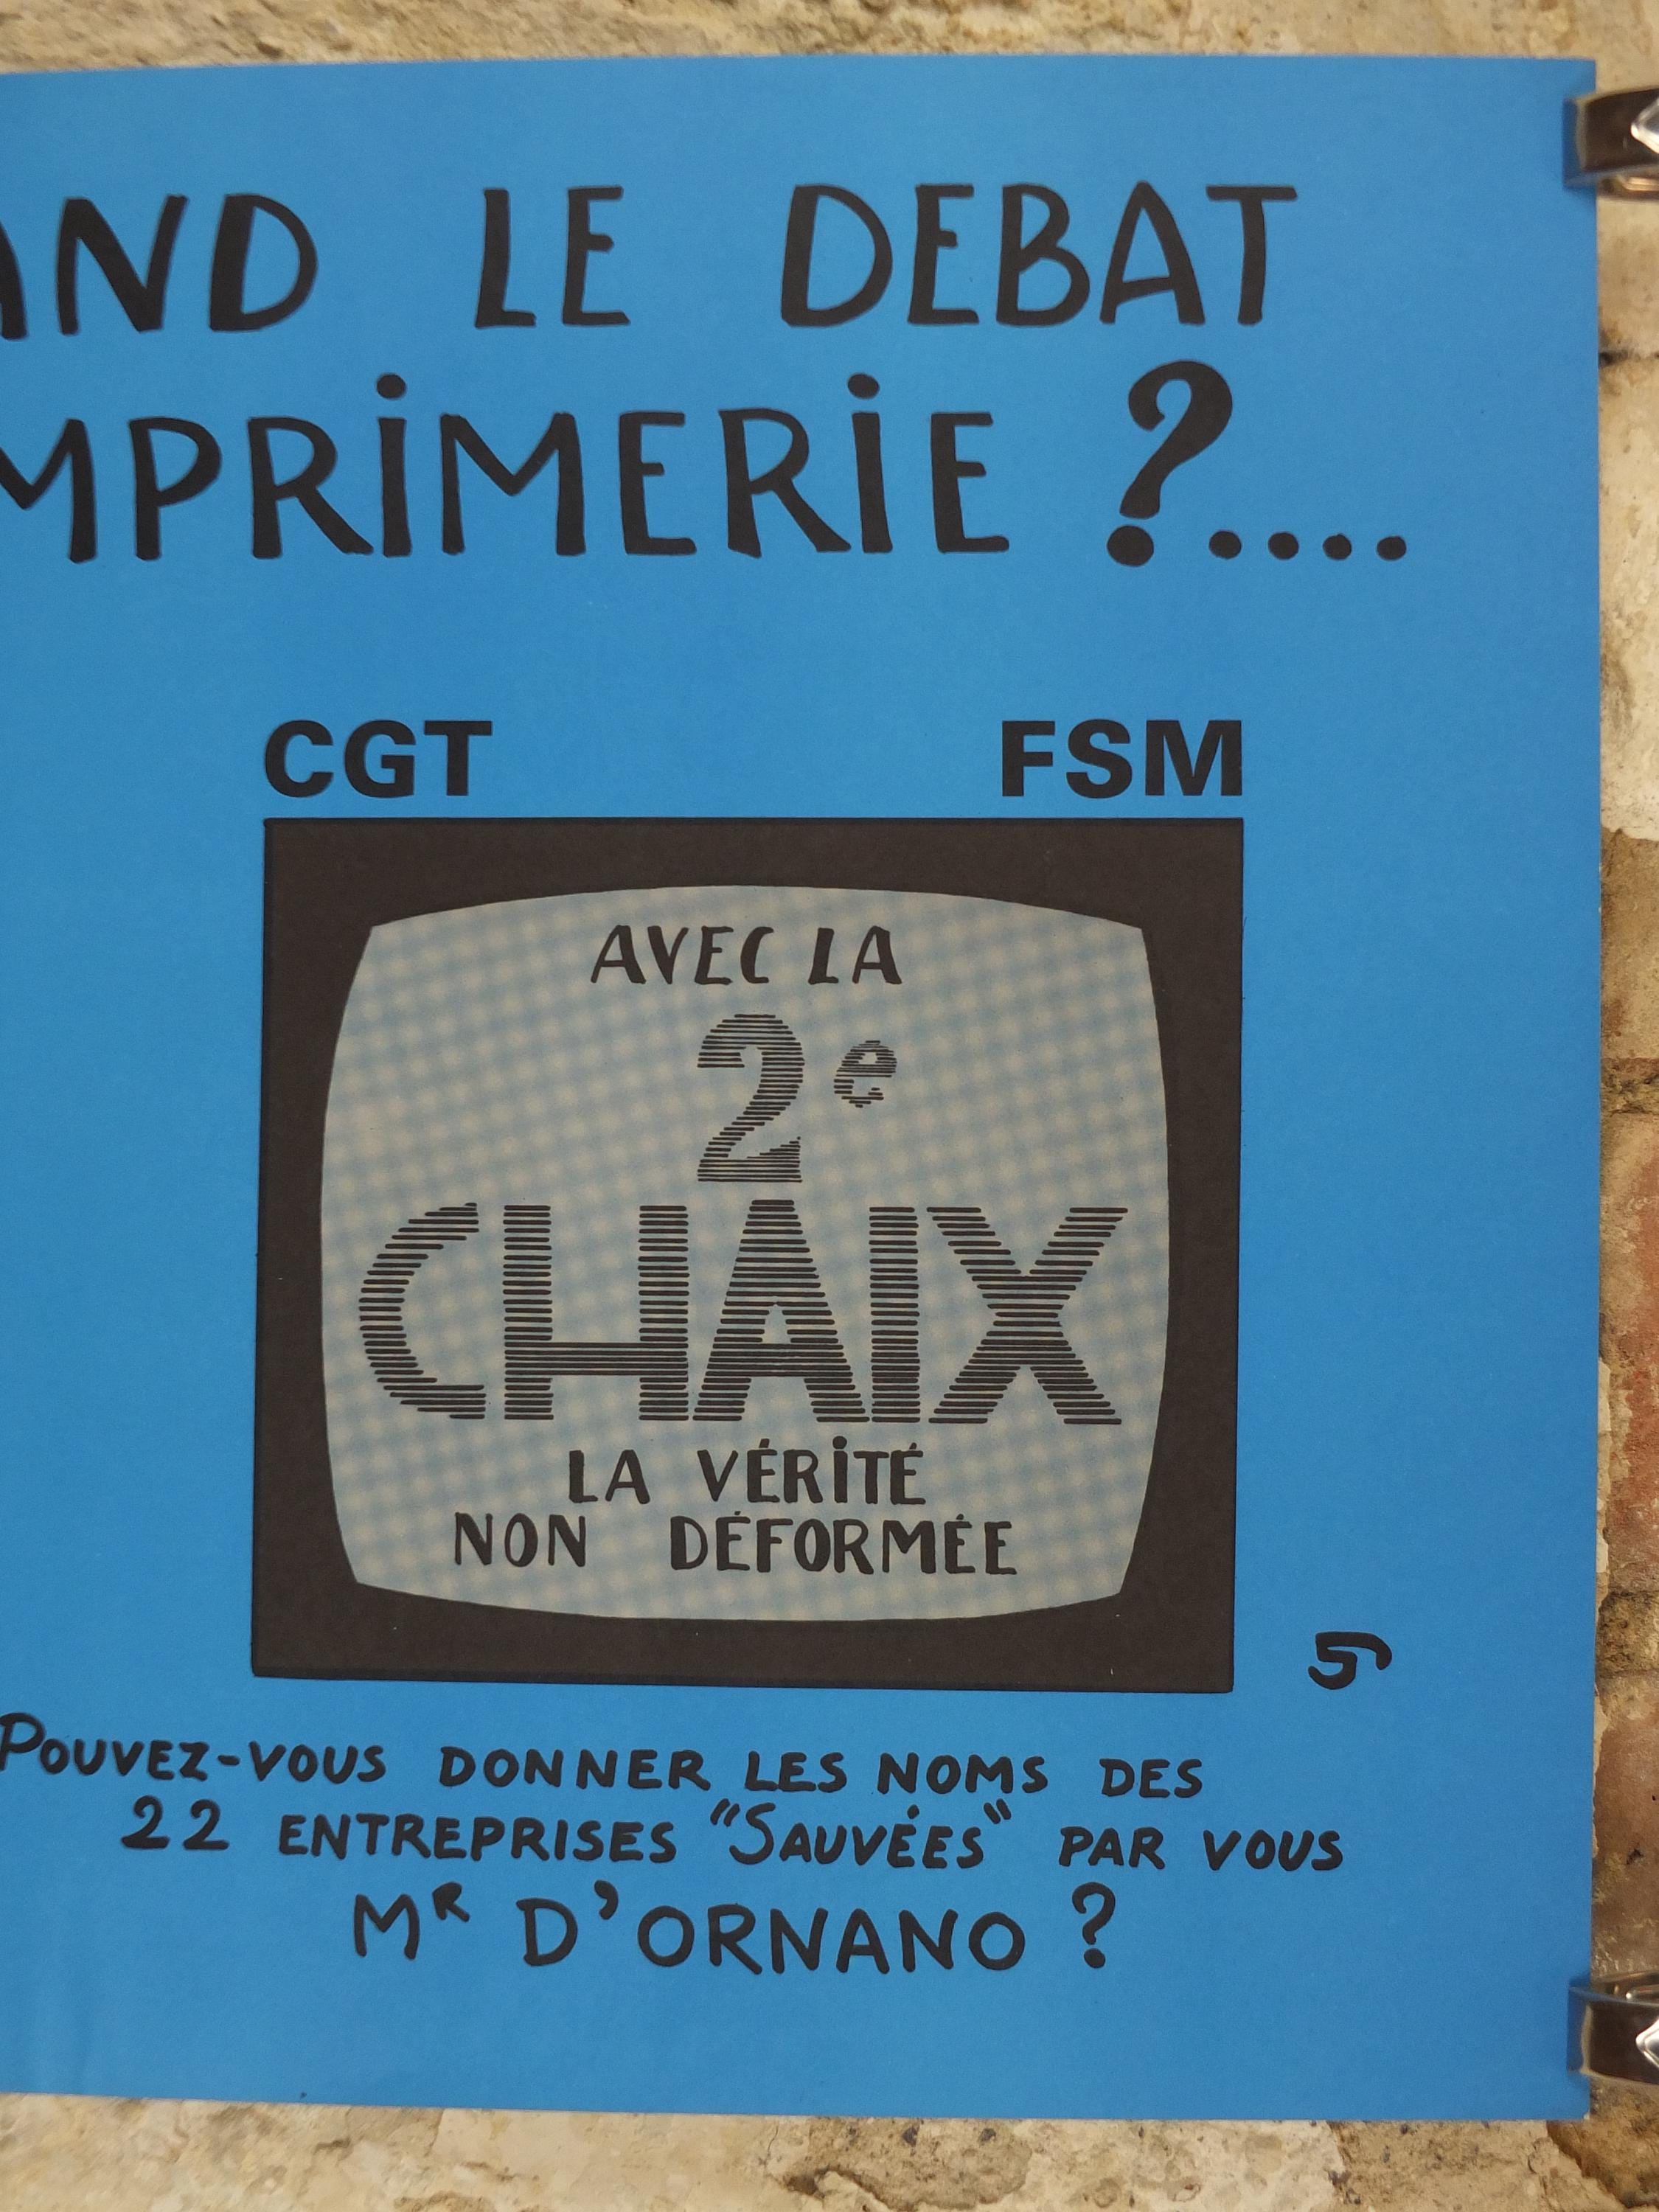 AND LE DEBAT
MPRiMERiE ?....
CGT FSM
AVEC LA
2e
CHAIX
LA VÉRiTÉ
NON DÉFORMÉE
POUVEZ-VOUS DONNER LES NOMS DES
22 ENTREPRISES "SAUVÉES" PAR VOUS
MR D'ORNANO ?